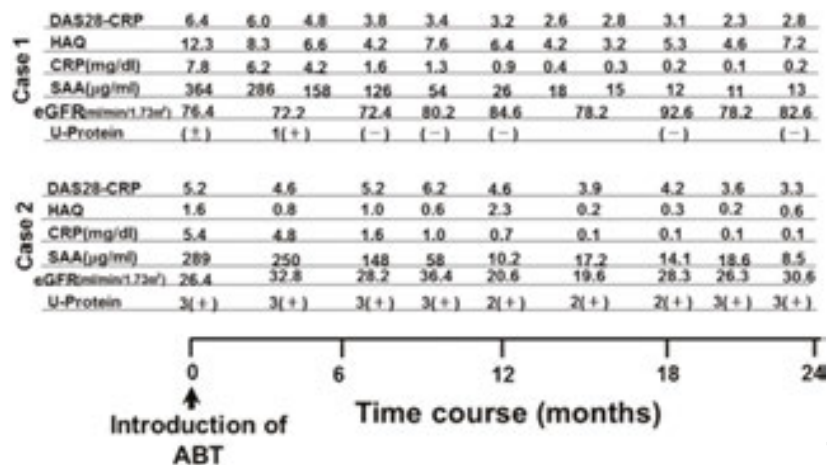 Case 1
DAS28-CRP 6.4 6.0 4.8 3.8 3.4 3.2 2.6 2.8 3.1 2.3 2.8
HAQ 12.3 8.3 6.6 4.2 7.6 6.4 4.2 3.2 5.3 4.6 7.2
CRP(mg/dl) 7.8 6.2 4.2 1.6 1.3 0.9 0.4 0.3 0.2 0.1 0.2
SAA(μg/ml) 364 286 158 126 54 26 18 15 12 11 13
eGFR(ml/min/1.73m²) 76.4 72.2 72.4 80.2 84.6 78.2 92.6 78.2 82.6
U-Protein (±) 1(+) (−) (−) (−) (−) (−)
Case 2
DAS28-CRP 5.2 4.6 5.2 6.2 4.6 3.9 4.2 3.6 3.3
HAQ 1.6 0.8 1.0 0.6 2.3 0.2 0.3 0.2 0.6
CRP(mg/dl) 5.4 4.8 1.6 1.0 0.7 0.1 0.1 0.1 0.1
SAA(μg/ml) 289 250 148 58 10.2 17.2 14.1 18.6 8.5
eGFR(ml/min/1.73m²) 26.4 32.8 28.2 36.4 20.6 19.6 28.3 26.3 30.6
U-Protein 3(+) 3(+) 3(+) 3(+) 2(+) 2(+) 2(+) 3(+) 3(+)
0 6 12 18 24
Introduction of
ABT
Time course (months)